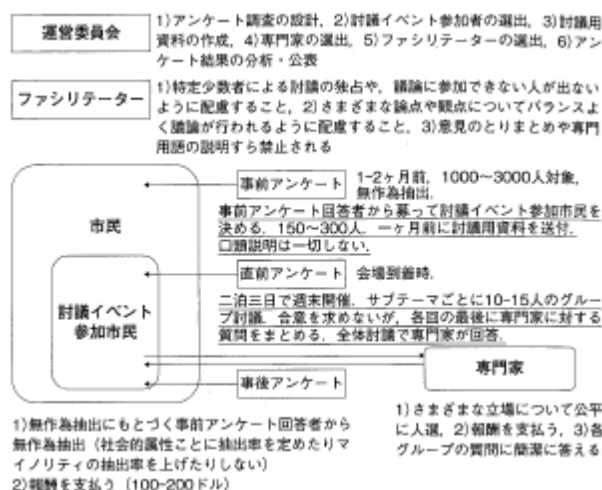 運営委員会
1)アンケート調査の設計，2)討議イベント参加者の選出，3)討議用
資料の作成，4)専門家の選出，5)ファシリテーターの選出，6)アン
ケート結果の分析・公表
ファシリテーター
1)特定少数者による討議の独占や，議論に参加できない人が出ない
ように配慮すること，2)さまざまな論点や観点についてバランスよ
く議論が行われるように配慮すること，3)意見のとりまとめや専門
用語の説明すら禁止される
事前アンケート
1-2ヶ月前，1000〜3000人対象，
無作為抽出．
市民
事前アンケート回答者から募って討議イベント参加市民を
決める．150〜300人．一ヶ月前に討議用資料を送付．
口頭説明は一切しない．
直前アンケート
会場到着時．
討議イベント
参加市民
二泊三日で週末開催．サブテーマごとに10-15人のグルー
プ討議．合意を求めないが，各回の最後に専門家に対する
質問をまとめる．全体討議で専門家が回答．
専門家
事後アンケート
1)無作為抽出にもとづく事前アンケート回答者から
無作為抽出（社会的属性ごとに抽出率を定めたりマ
イノリティの抽出率を上げたりしない）
2)報酬を支払う（100-200ドル）
1)さまざまな立場について公平
に人選，2)報酬を支払う，3)各
グループの質問に簡潔に答える